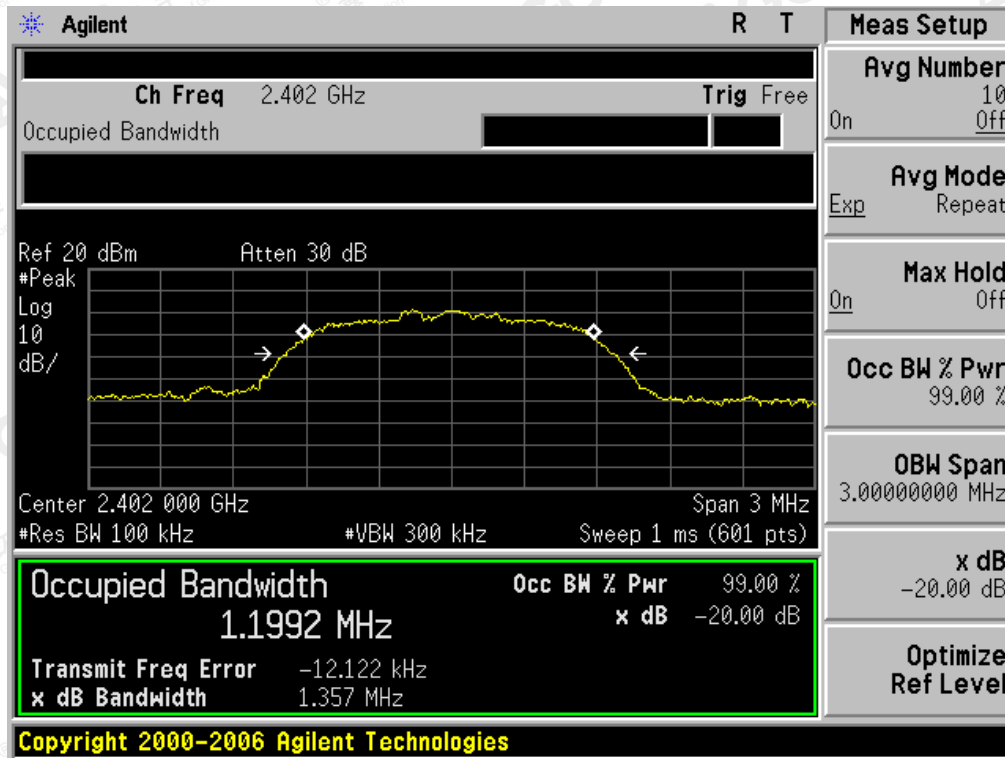 Agilent R T
Ch Freq 2.402 GHz Trig Free
Occupied Bandwidth
Ref 20 dBm Atten 30 dB
#Peak
Log
10
dB/
Center 2.402 000 GHz Span 3 MHz
#Res BW 100 kHz #VBW 300 kHz Sweep 1 ms (601 pts)
Occupied Bandwidth Occ BW % Pwr 99.00 %
1.1992 MHz x dB -20.00 dB
Transmit Freq Error -12.122 kHz
x dB Bandwidth 1.357 MHz
Copyright 2000-2006 Agilent Technologies
Meas Setup
Avg Number
10
On Off
Avg Mode
Exp Repeat
Max Hold
On Off
Occ BW % Pwr
99.00 %
OBW Span
3.00000000 MHz
x dB
-20.00 dB
Optimize
Ref Level